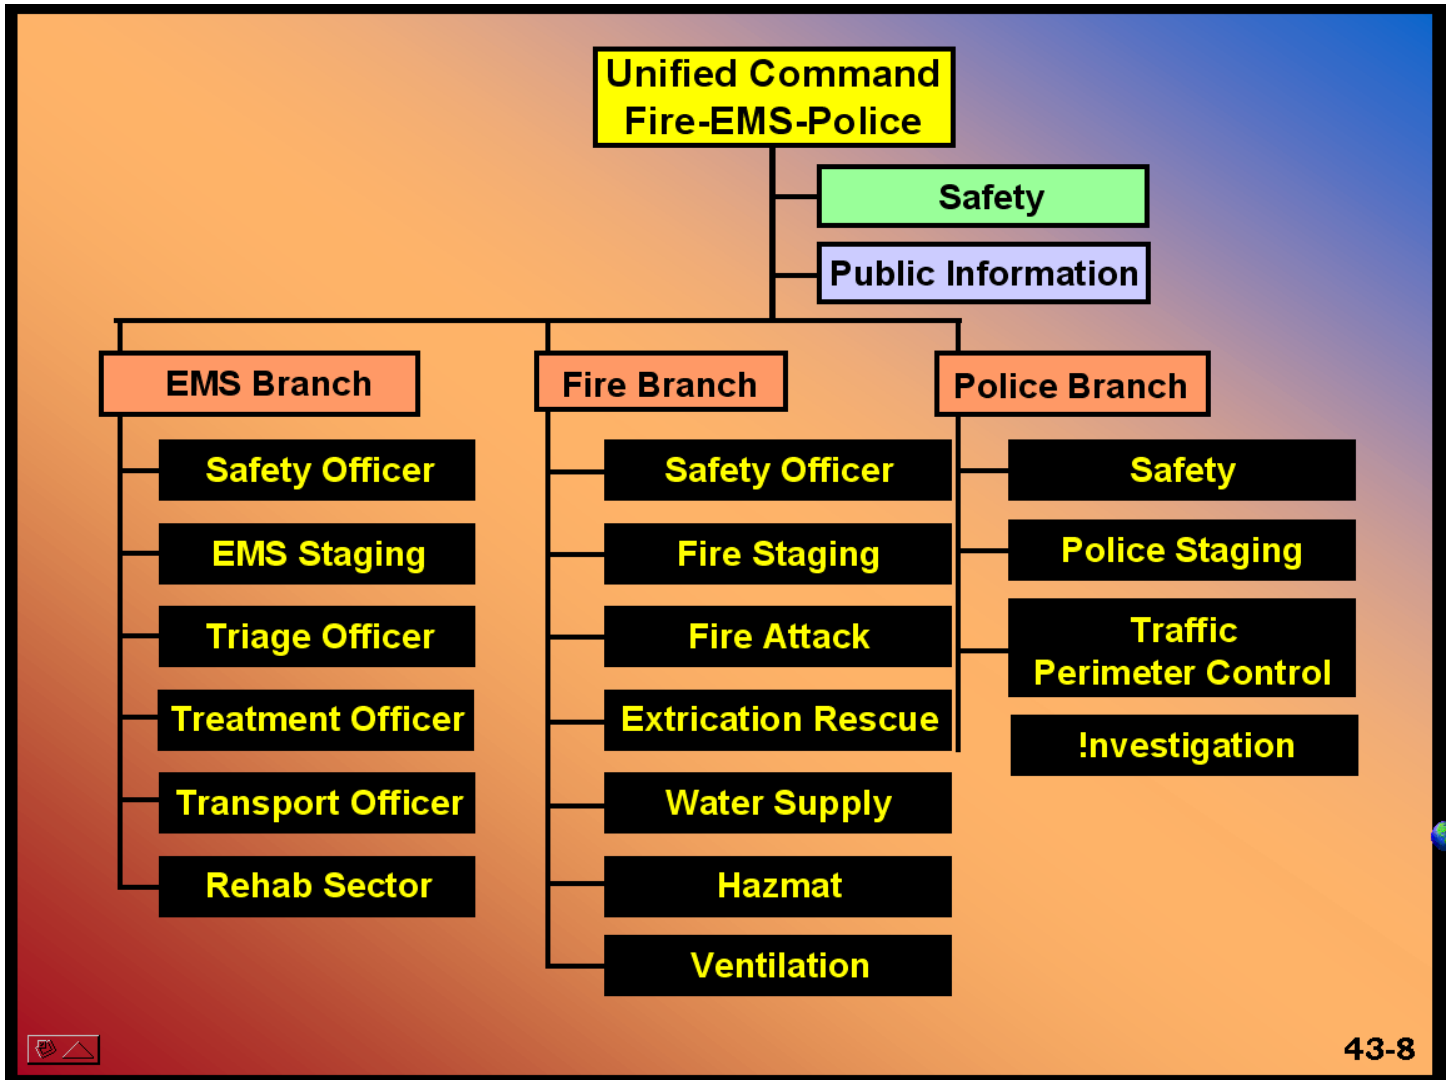 Unified Command
Fire-EMS-Police
Safety
Public Information
EMS Branch
Safety Officer
EMS Staging
Triage Officer
Treatment Officer
Transport Officer
Rehab Sector
Fire Branch
Safety Officer
Fire Staging
Fire Attack
Extrication Rescue
Water Supply
Hazmat
Ventilation
Police Branch
Safety
Police Staging
Traffic
Perimeter Control
!nvestigation
43-8